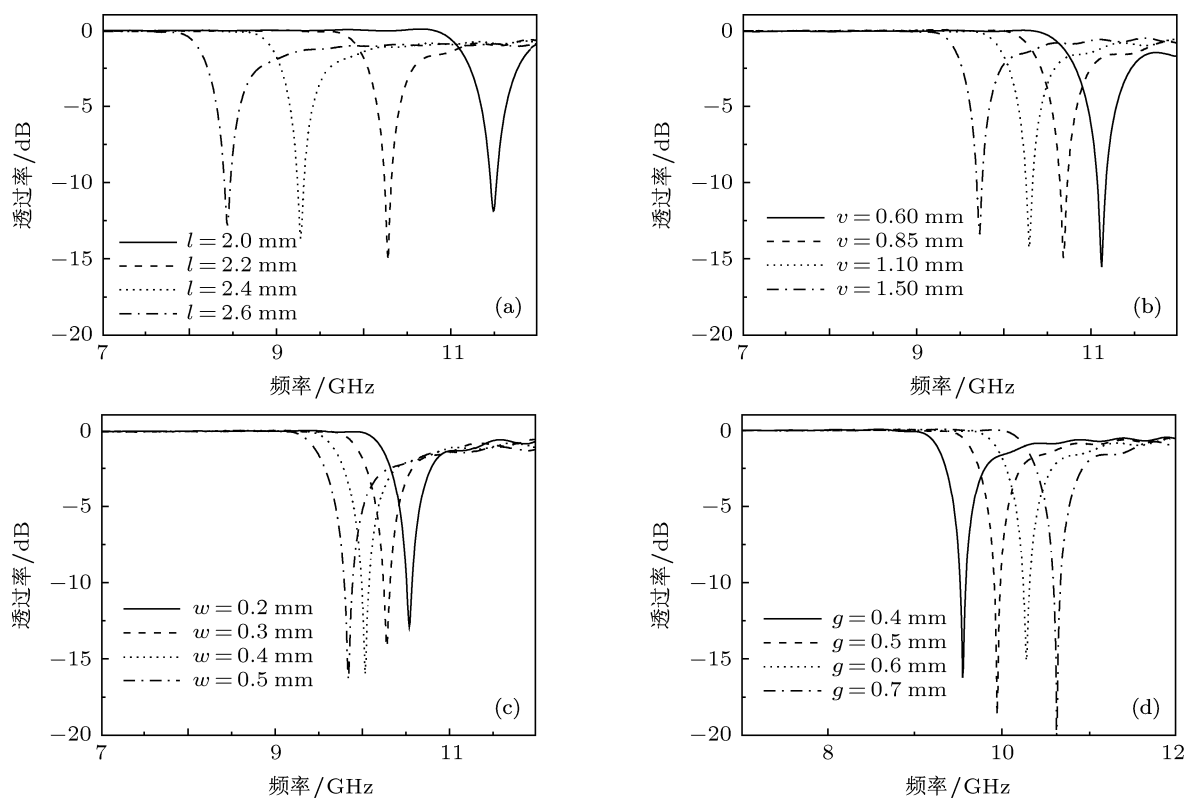 0
−5
−10
−15
−20
透过率/dB
l = 2.0 mm
l = 2.2 mm
l = 2.4 mm
l = 2.6 mm
(a)
7 9 11
频率/GHz
0
−5
−10
−15
−20
透过率/dB
v = 0.60 mm
v = 0.85 mm
v = 1.10 mm
v = 1.50 mm
(b)
7 9 11
频率/GHz
0
−5
−10
−15
−20
透过率/dB
w = 0.2 mm
w = 0.3 mm
w = 0.4 mm
w = 0.5 mm
(c)
7 9 11
频率/GHz
0
−5
−10
−15
−20
透过率/dB
g = 0.4 mm
g = 0.5 mm
g = 0.6 mm
g = 0.7 mm
(d)
8 10 12
频率/GHz